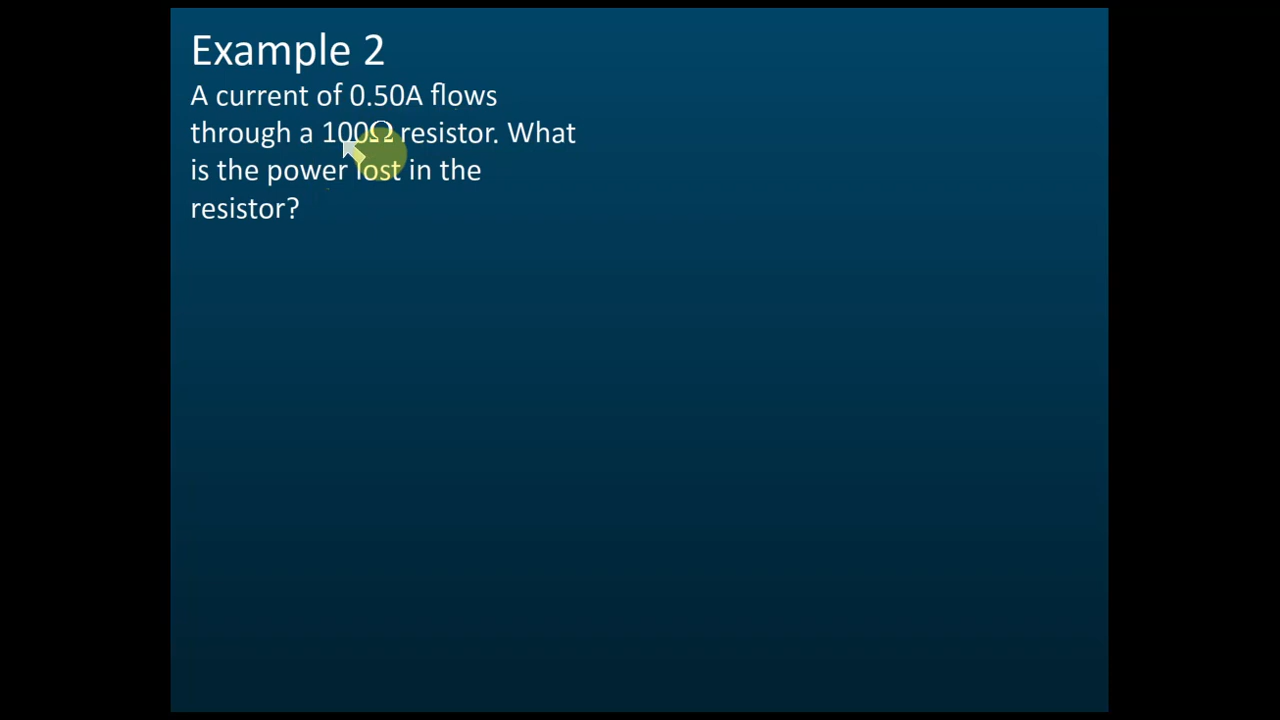 Example 2
A current of 0.50A flows
through a 100Ω resistor. What
is the power lost in the
resistor?